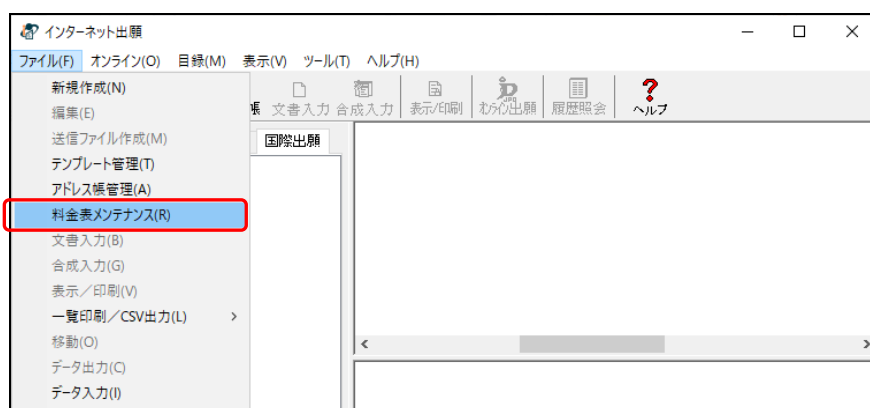 インターネット出願
ファイル(F) オンライン(O) 目録(M) 表示(V) ツール(T) ヘルプ(H)
新規作成(N)
編集(E)
送信ファイル作成(M)
テンプレート管理(T)
アドレス帳管理(A)
料金表メンテナンス(R)
文書入力(B)
合成入力(G)
表示／印刷(V)
一覧印刷／CSV出力(L) >
移動(O)
データ出力(C)
データ入力(I)
帳 文書入力 合成入力 表示/印刷 かんたん出願 履歴照会 ヘルプ
国際出願